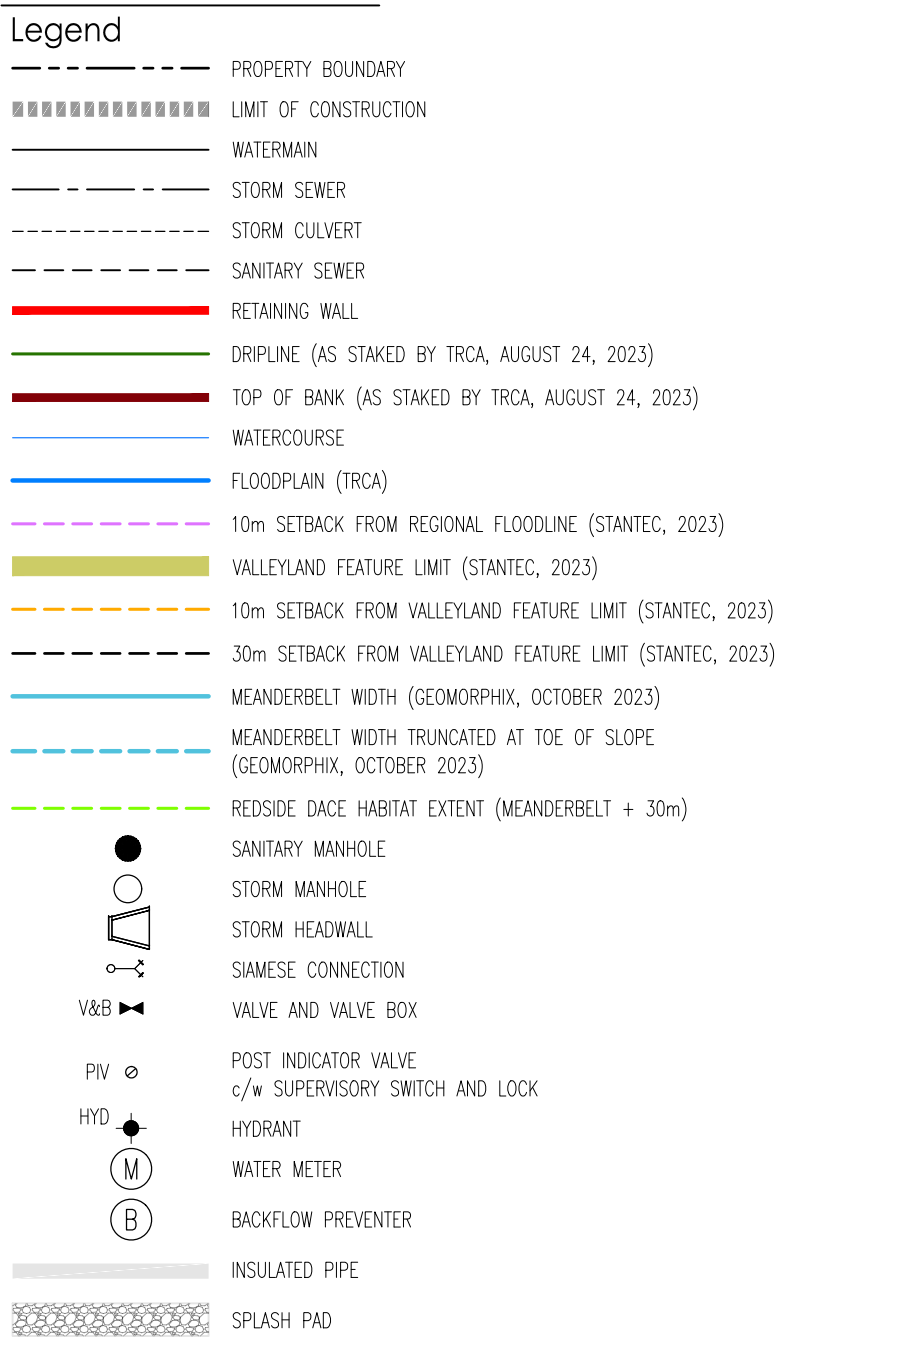 Legend
PROPERTY BOUNDARY
LIMIT OF CONSTRUCTION
WATERMAIN
STORM SEWER
STORM CULVERT
SANITARY SEWER
RETAINING WALL
DRIPLINE (AS STAKED BY TRCA, AUGUST 24, 2023)
TOP OF BANK (AS STAKED BY TRCA, AUGUST 24, 2023)
WATERCOURSE
FLOODPLAIN (TRCA)
10m SETBACK FROM REGIONAL FLOODLINE (STANTEC, 2023)
VALLEYLAND FEATURE LIMIT (STANTEC, 2023)
10m SETBACK FROM VALLEYLAND FEATURE LIMIT (STANTEC, 2023)
30m SETBACK FROM VALLEYLAND FEATURE LIMIT (STANTEC, 2023)
MEANDERBELT WIDTH (GEOMORPHIX, OCTOBER 2023)
MEANDERBELT WIDTH TRUNCATED AT TOE OF SLOPE
(GEOMORPHIX, OCTOBER 2023)
REDSIDE DACE HABITAT EXTENT (MEANDERBELT + 30m)
SANITARY MANHOLE
STORM MANHOLE
STORM HEADWALL
SIAMESE CONNECTION
V&B VALVE AND VALVE BOX
POST INDICATOR VALVE
PIV
c/w SUPERVISORY SWITCH AND LOCK
HYD
HYDRANT
M WATER METER
B BACKFLOW PREVENTER
INSULATED PIPE
SPLASH PAD